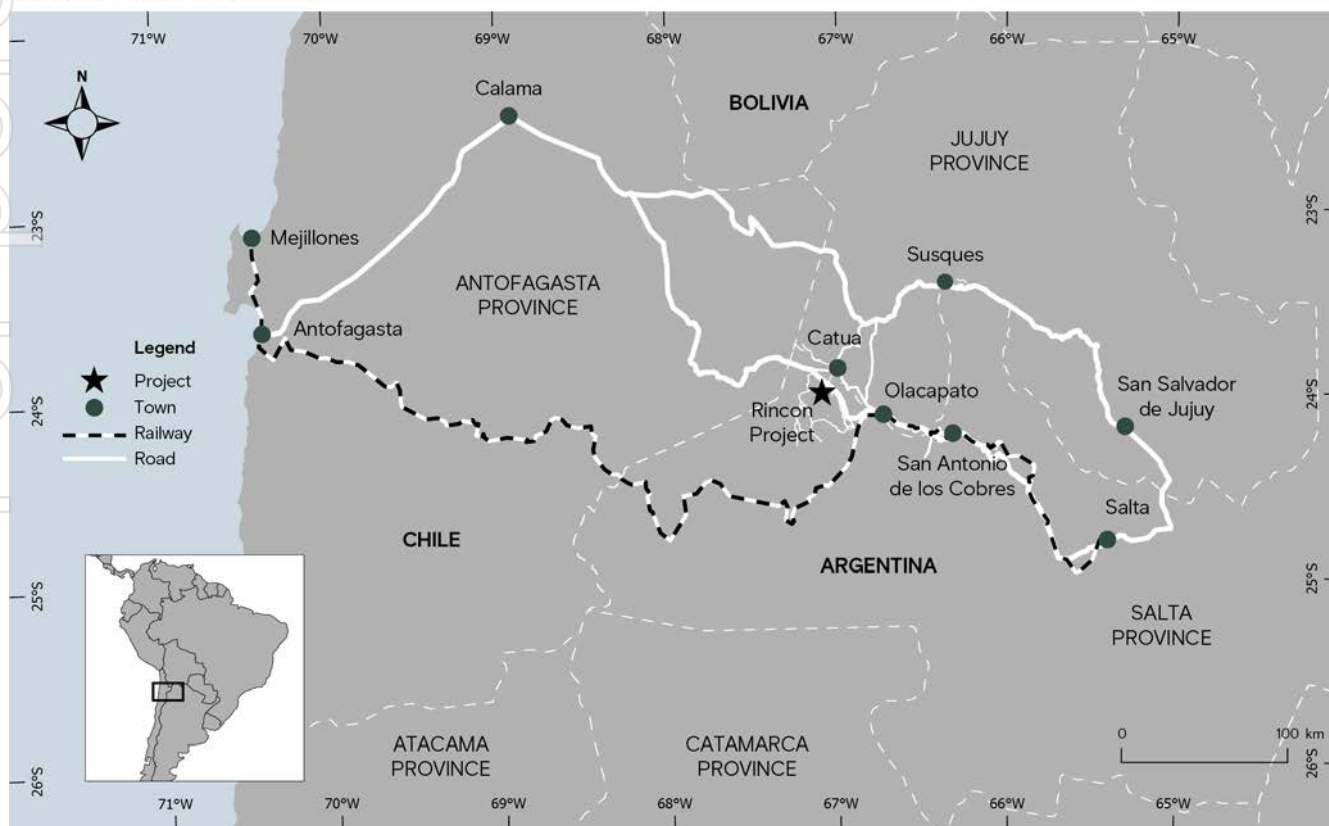 71°W
70°W
69°W
68°W
67°W
66°W
65°W
N
Calama
BOLIVIA
JUJUY
PROVINCE
23°S
23°S
Mejillones
Susques
ANTOFAGASTA
PROVINCE
Antofagasta
Catua
Legend
Project
Town
Railway
Road
24°S
24°S
Olacapato
San Salvador
de Jujuy
Rincon
Project
San Antonio
de los Cobres
Salta
CHILE
ARGENTINA
25°S
25°S
SALTA
PROVINCE
ATACAMA
PROVINCE
CATAMARCA
PROVINCE
0
100 km
26°S
26°S
71°W
70°W
69°W
68°W
67°W
66°W
65°W